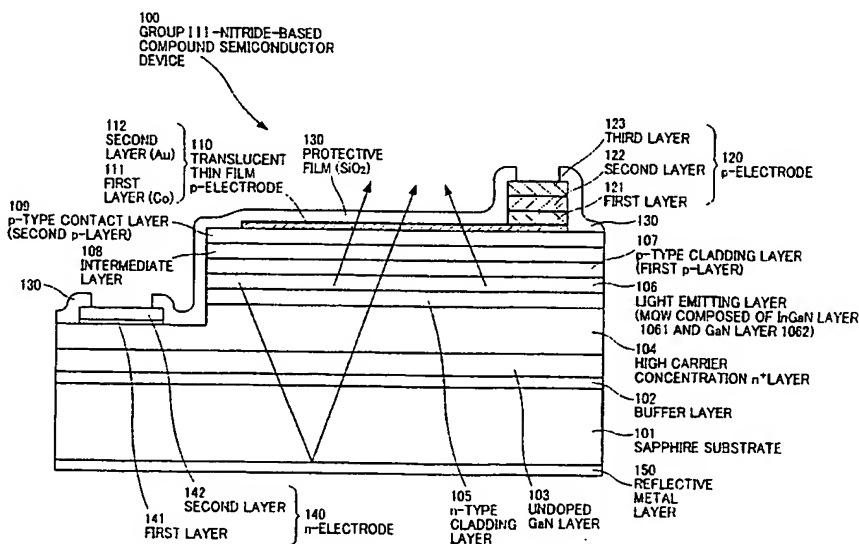 100
GROUP III-NITRIDE-BASED
COMPOUND SEMICONDUCTOR
DEVICE
112
SECOND
LAYER (Au)
111
FIRST
LAYER (Co)
110
TRANSLUCENT
THIN FILM
p-ELECTRODE
130
PROTECTIVE
FILM (SiO2)
123
THIRD LAYER
122
SECOND LAYER
121
FIRST LAYER
120
p-ELECTRODE
109
p-TYPE CONTACT LAYER
(SECOND p-LAYER)
108
INTERMEDIATE
LAYER
130
130
107
p-TYPE CLADDING LAYER
(FIRST p-LAYER)
106
LIGHT EMITTING LAYER
(MQW COMPOSED OF InGaN LAYER
1061 AND GaN LAYER 1062)
104
HIGH CARRIER
CONCENTRATION n+LAYER
102
BUFFER LAYER
101
SAPPHIRE SUBSTRATE
150
REFLECTIVE
METAL
LAYER
142
SECOND LAYER
141
FIRST LAYER
140
n-ELECTRODE
105
n-TYPE
CLADDING
LAYER
103
UNDOPED
GaN LAYER